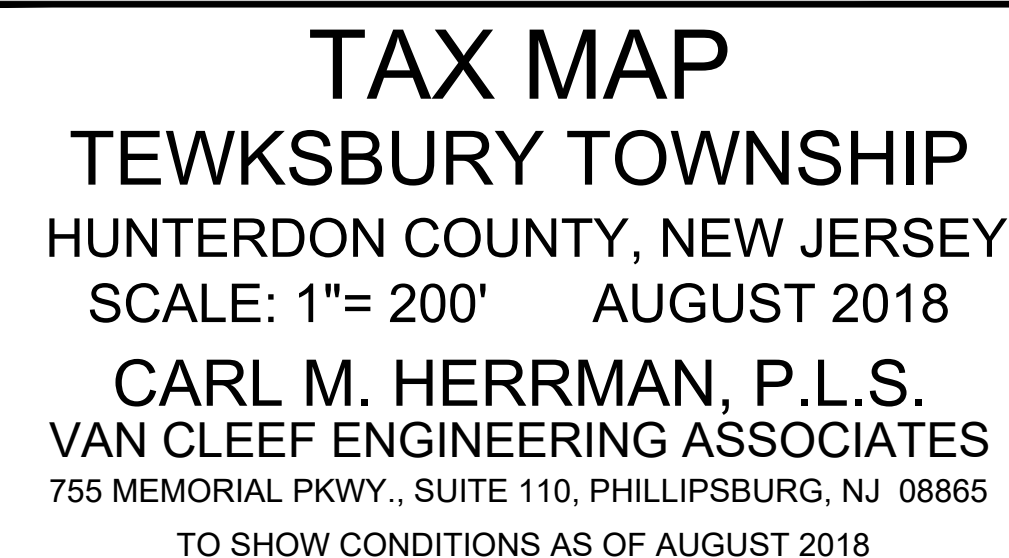 TAX MAP
TEWKSBURY TOWNSHIP
HUNTERDON COUNTY, NEW JERSEY
SCALE: 1"= 200' AUGUST 2018
CARL M. HERRMAN, P.L.S.
VAN CLEEF ENGINEERING ASSOCIATES
755 MEMORIAL PKWY., SUITE 110, PHILLIPSBURG, NJ 08865
TO SHOW CONDITIONS AS OF AUGUST 2018